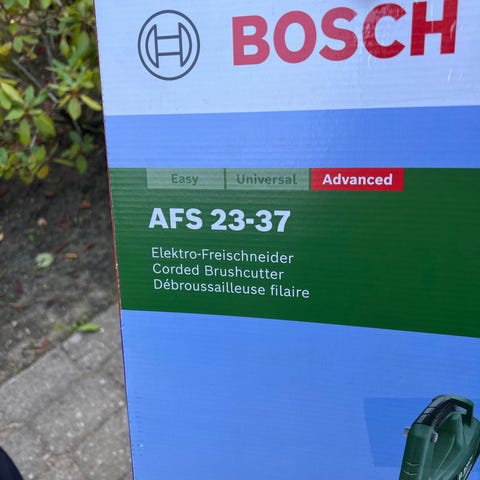 BOSCH
Easy Universal Advanced
AFS 23-37
Elektro-Freischneider
Corded Brushcutter
Débroussailleuse filaire